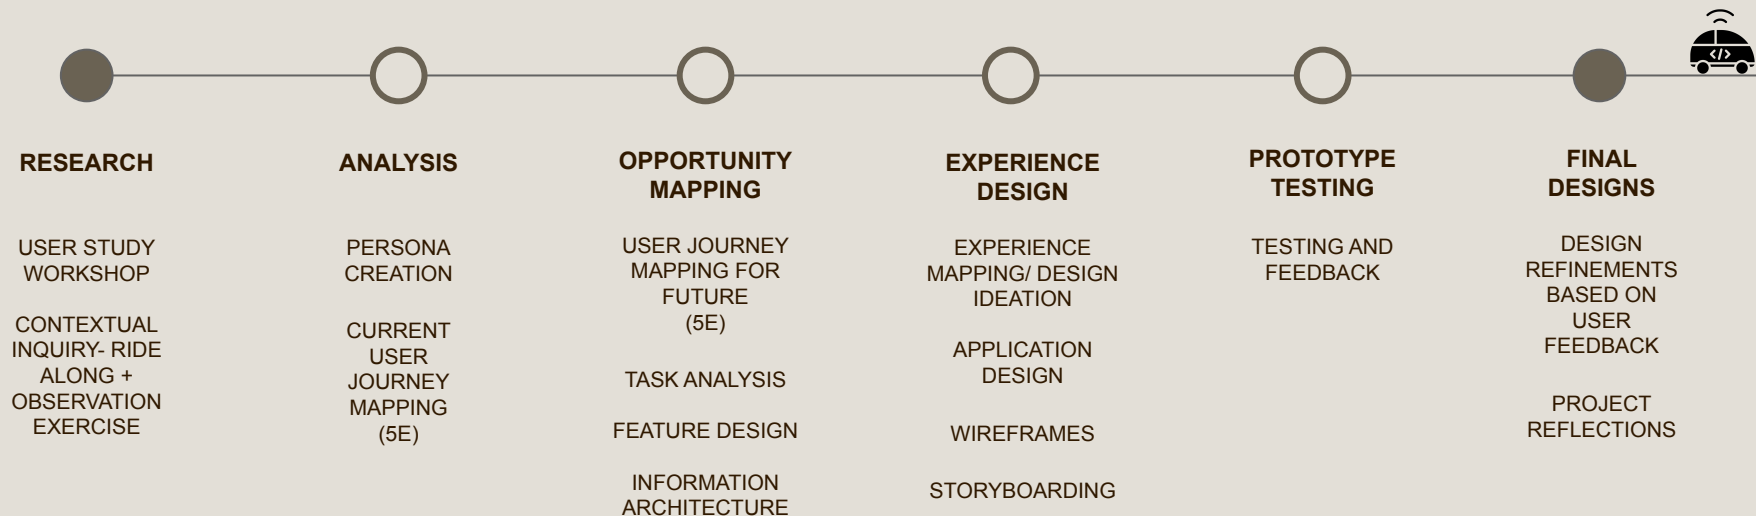 </>
RESEARCH
USER STUDY
WORKSHOP
CONTEXTUAL
INQUIRY- RIDE
ALONG +
OBSERVATION
EXERCISE
ANALYSIS
PERSONA
CREATION
CURRENT
USER
JOURNEY
MAPPING
(5E)
OPPORTUNITY
MAPPING
USER JOURNEY
MAPPING FOR
FUTURE
(5E)
TASK ANALYSIS
FEATURE DESIGN
INFORMATION
ARCHITECTURE
EXPERIENCE
DESIGN
EXPERIENCE
MAPPING/ DESIGN
IDEATION
APPLICATION
DESIGN
WIREFRAMES
STORYBOARDING
PROTOTYPE
TESTING
TESTING AND
FEEDBACK
FINAL
DESIGNS
DESIGN
REFINEMENTS
BASED ON
USER
FEEDBACK
PROJECT
REFLECTIONS